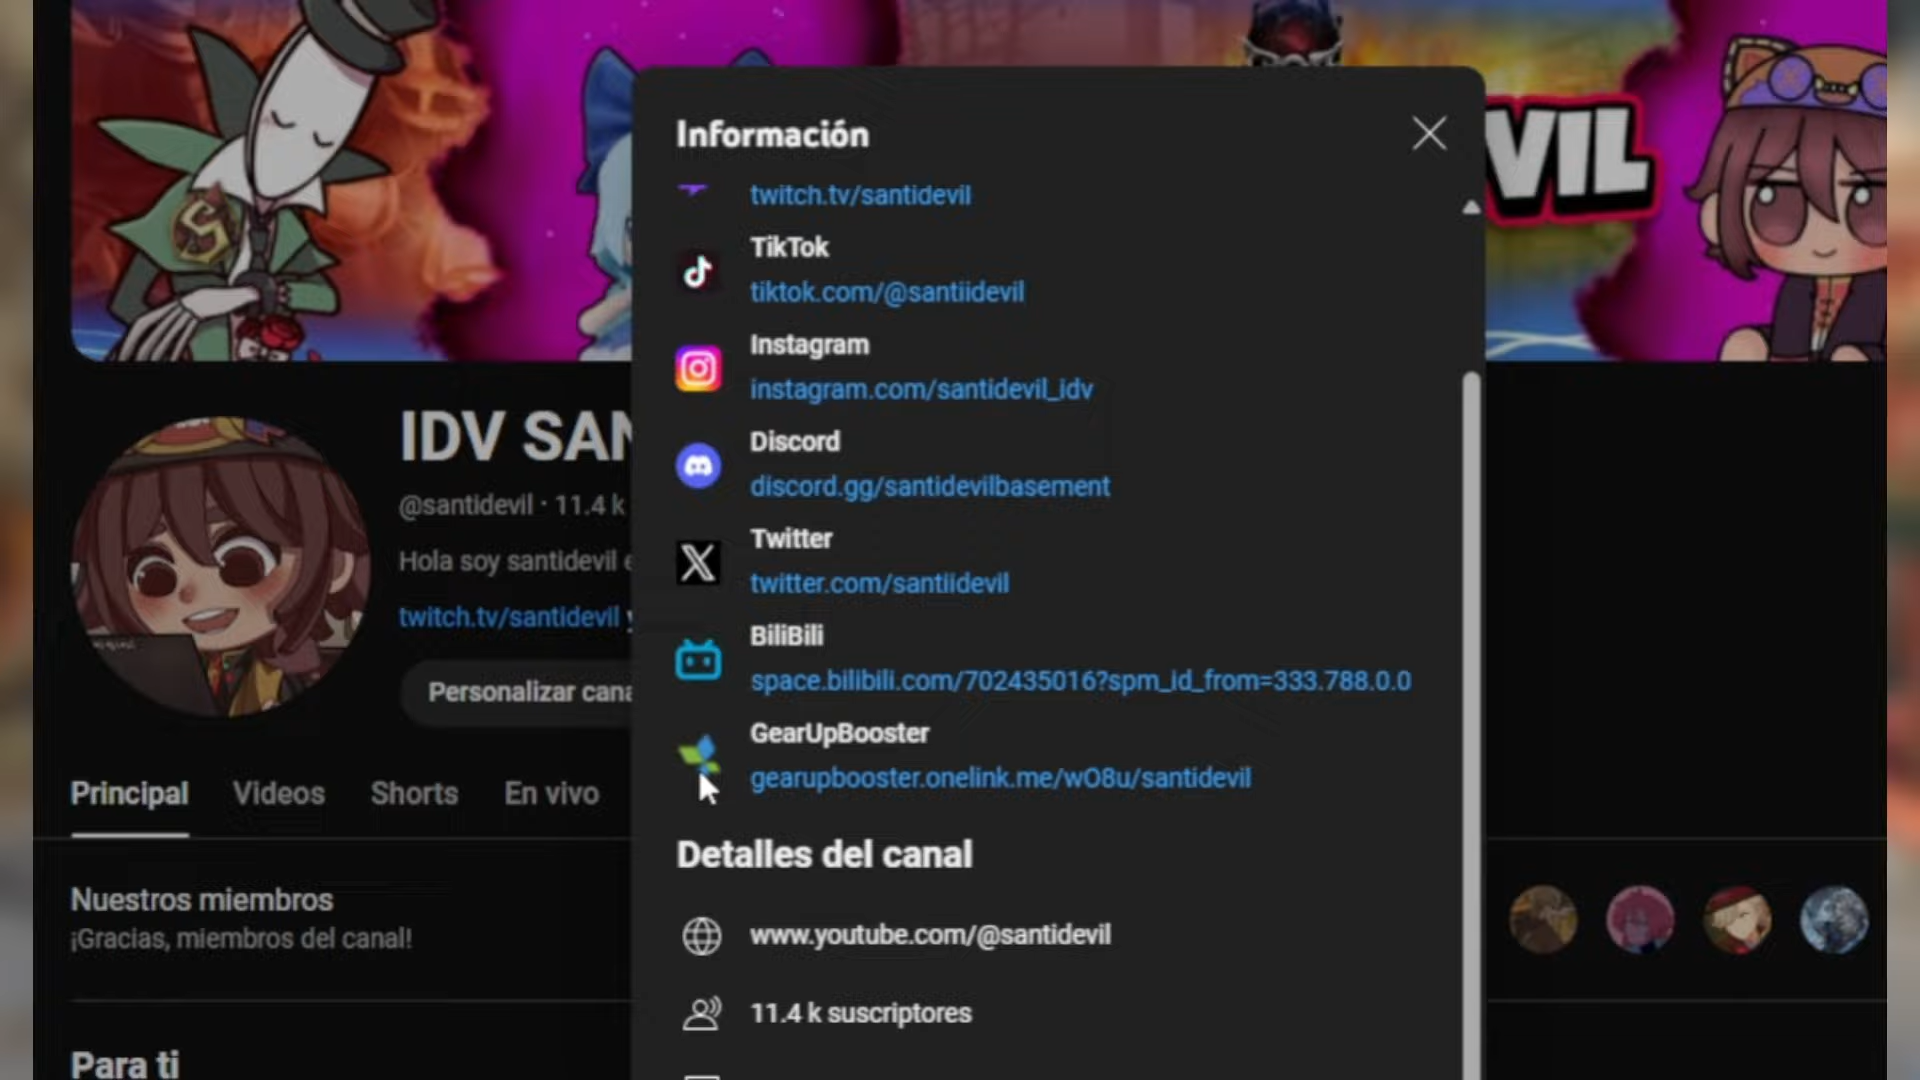 VIL
Información
twitch.tv/santidevil
TikTok
tiktok.com/@santiidevil
Instagram
instagram.com/santidevil_idv
Discord
discord.gg/santidevilbasement
Twitter
twitter.com/santiidevil
BiliBili
space.bilibili.com/702435016?spm_id_from=333.788.0.0
GearUpBooster
gearupbooster.onelink.me/wO8u/santidevil
Detalles del canal
www.youtube.com/@santidevil
11.4 k suscriptores
IDV SAN
@santidevil · 11.4 k
Hola soy santidevil
twitch.tv/santidevil y
Personalizar cana
Principal Videos Shorts En vivo
Nuestros miembros
¡Gracias, miembros del canal!
Para ti